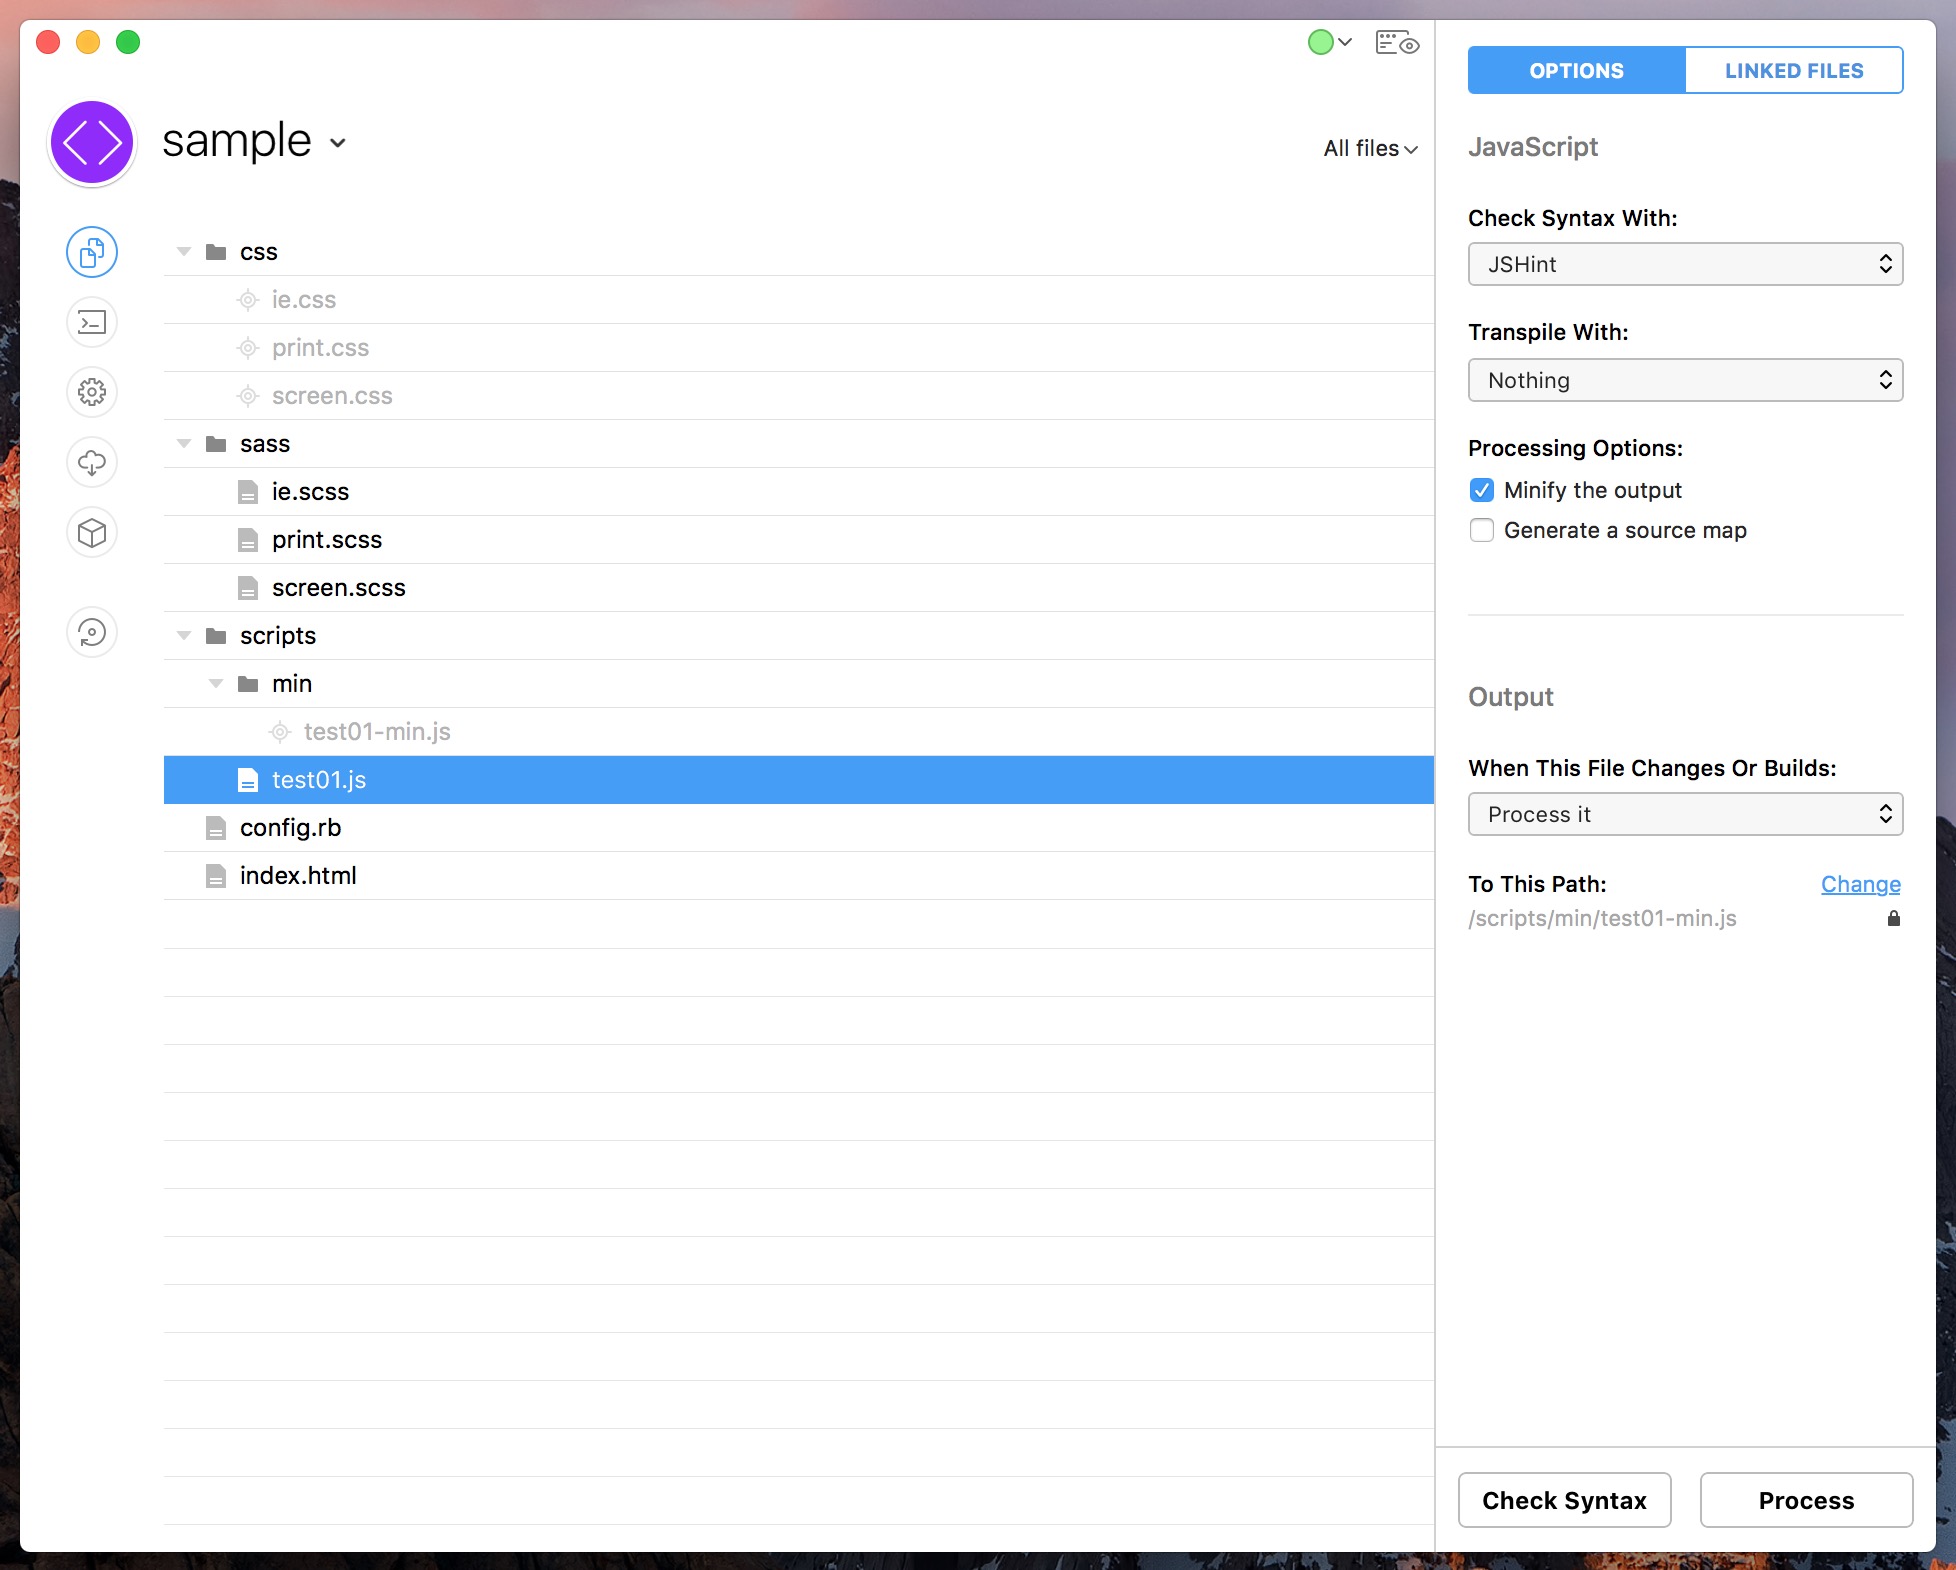 sample
All files
css
ie.css
print.css
screen.css
sass
ie.scss
print.scss
screen.scss
scripts
min
test01-min.js
test01.js
config.rb
index.html
OPTIONS
LINKED FILES
JavaScript
Check Syntax With:
JSHint
Transpile With:
Nothing
Processing Options:
Minify the output
Generate a source map
Output
When This File Changes Or Builds:
Process it
To This Path:
Change
/scripts/min/test01-min.js
Check Syntax
Process